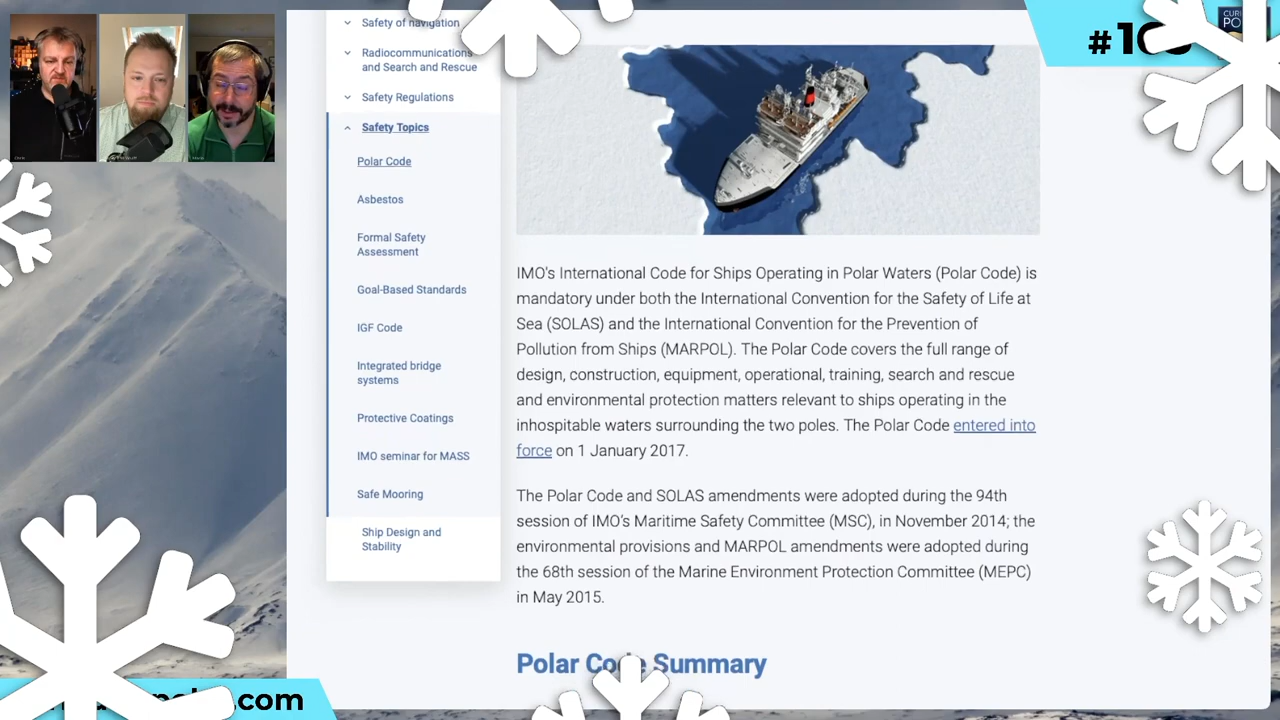 Safety of navigation
Radiocommunications
and Search and Rescue
Safety Regulations
Safety Topics
Polar Code
Asbestos
Formal Safety
Assessment
Goal-Based Standards
IGF Code
Integrated bridge
systems
Protective Coatings
IMO seminar for MASS
Safe Mooring
Ship Design and
Stability
IMO's International Code for Ships Operating in Polar Waters (Polar Code) is
mandatory under both the International Convention for the Safety of Life at
Sea (SOLAS) and the International Convention for the Prevention of
Pollution from Ships (MARPOL). The Polar Code covers the full range of
design, construction, equipment, operational, training, search and rescue
and environmental protection matters relevant to ships operating in the
inhospitable waters surrounding the two poles. The Polar Code entered into
force on 1 January 2017.
The Polar Code and SOLAS amendments were adopted during the 94th
session of IMO's Maritime Safety Committee (MSC), in November 2014; the
environmental provisions and MARPOL amendments were adopted during
the 68th session of the Marine Environment Protection Committee (MEPC)
in May 2015.
Polar Code Summary
.com